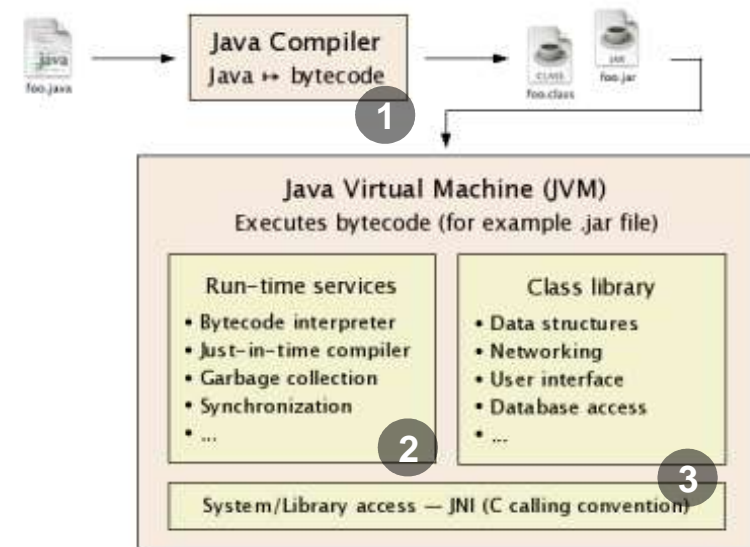 java
foo.java
Java Compiler
Java ↦ bytecode
1
CLASS
foo.class
JAR
foo.jar
Java Virtual Machine (JVM)
Executes bytecode (for example .jar file)
Run-time services
• Bytecode interpreter
• Just-in-time compiler
• Garbage collection
• Synchronization
• ...
2
Class library
• Data structures
• Networking
• User interface
• Database access
• ...
3
System/Library access — JNI (C calling convention)